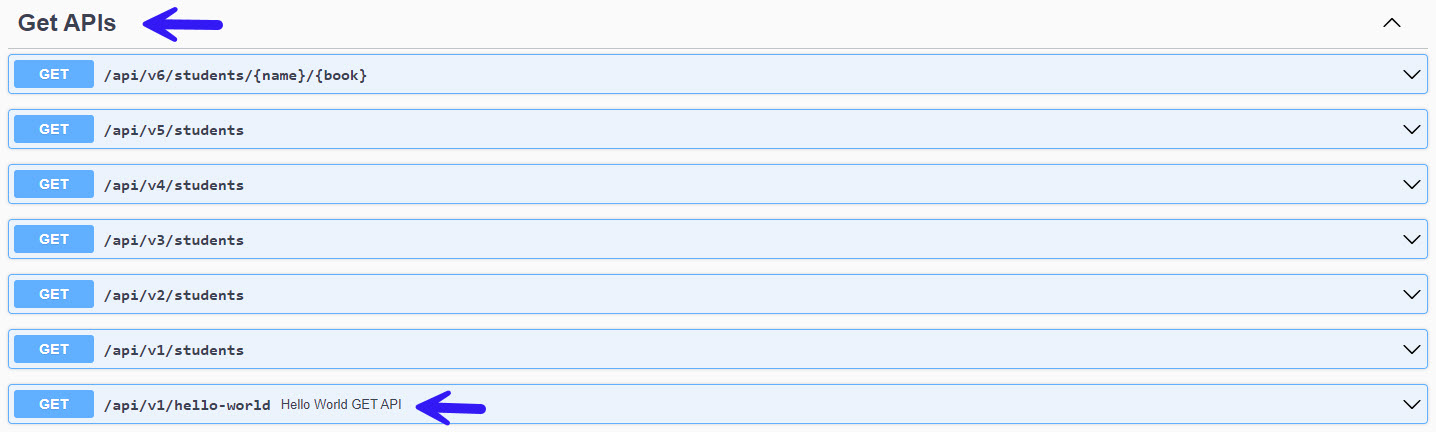 Get APIs
GET /api/v6/students/{name}/{book}
GET /api/v5/students
GET /api/v4/students
GET /api/v3/students
GET /api/v2/students
GET /api/v1/students
GET /api/v1/hello-world Hello World GET API